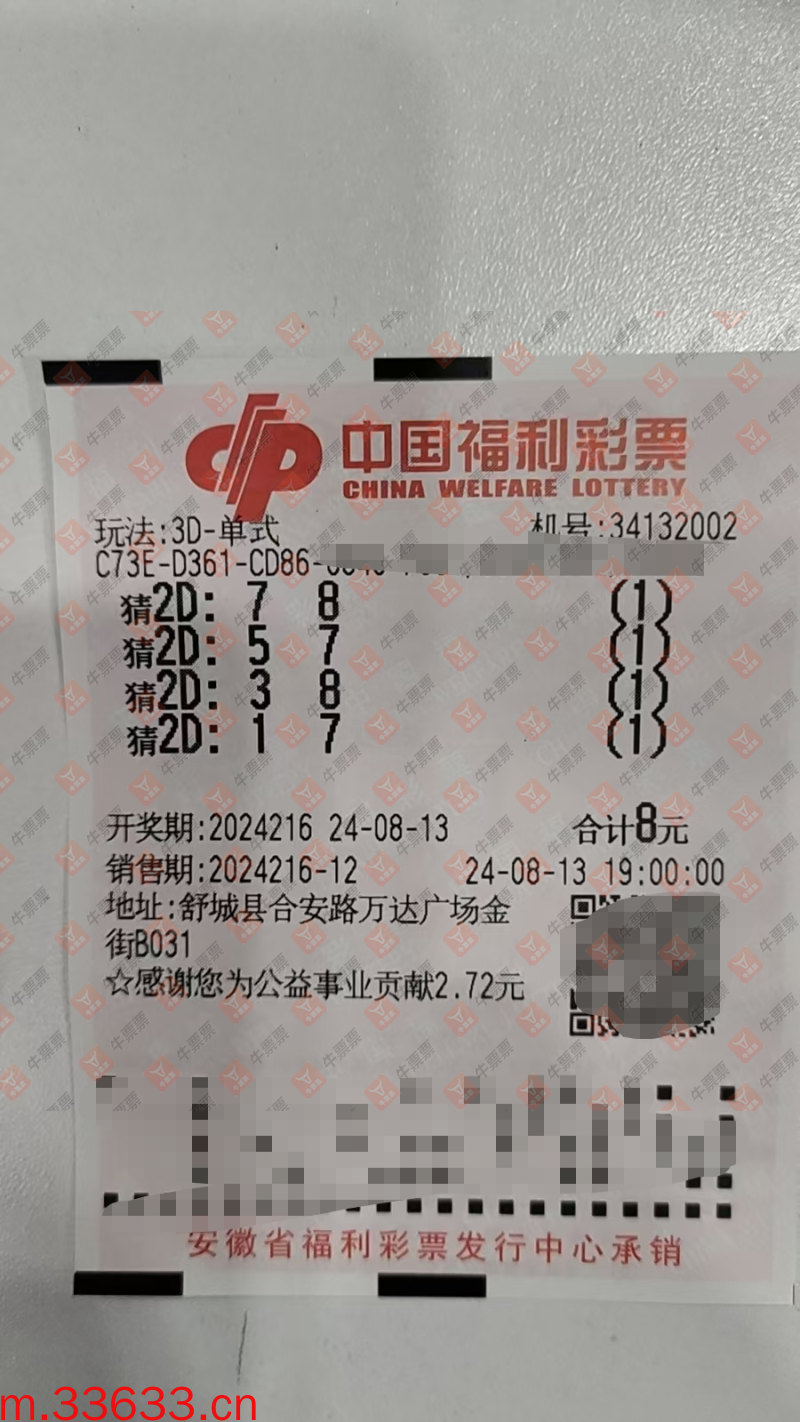 中国福利彩票
CHINA WELFARE LOTTERY
玩法:3D-单式 机号:34132002
C73E-D361-CD86-
猜2D: 7 8 (1)
猜2D: 5 7 (1)
猜2D: 3 8 (1)
猜2D: 1 7 (1)
开奖期:2024216 24-08-13 合计8元
销售期:2024216-12 24-08-13 19:00:00
地址:舒城县合安路万达广场金
街B031
☆感谢您为公益事业贡献2.72元
安徽省福利彩票发行中心承销
牛票票
m.33633.cn